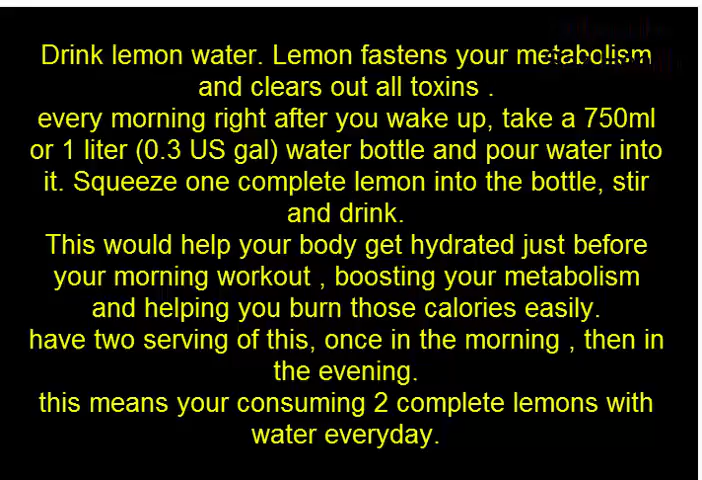 Drink lemon water. Lemon fastens your metabolism
and clears out all toxins .
every morning right after you wake up, take a 750ml
or 1 liter (0.3 US gal) water bottle and pour water into
it. Squeeze one complete lemon into the bottle, stir
and drink.
This would help your body get hydrated just before
your morning workout , boosting your metabolism
and helping you burn those calories easily.
have two serving of this, once in the morning , then in
the evening.
this means your consuming 2 complete lemons with
water everyday.